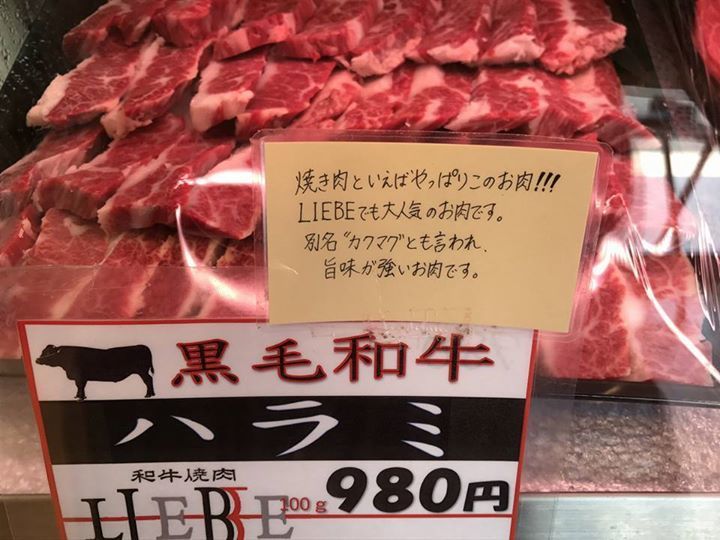 焼き肉といえばやっぱりこのお肉!!!
LIEBEでも大人気のお肉です。
別名"カクマク"とも言われ、
旨味が強いお肉です。
黒毛和牛
ハラミ
和牛焼肉
LIEBE 100g 980円